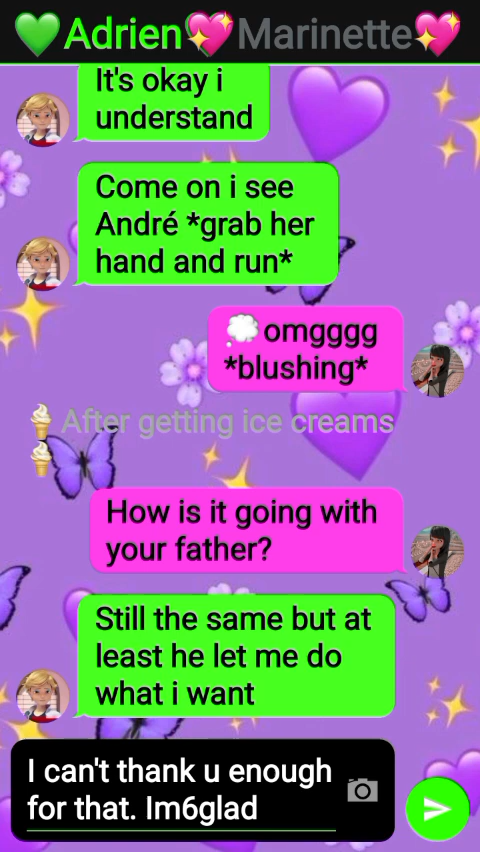 💚Adrien💖Marinette💖
It's okay i
understand
Come on i see
André *grab her
hand and run*
💭omgggg
*blushing*
🍦After getting ice creams
🍦
How is it going with
your father?
Still the same but at
least he let me do
what i want
I can't thank u enough
for that. Im6glad